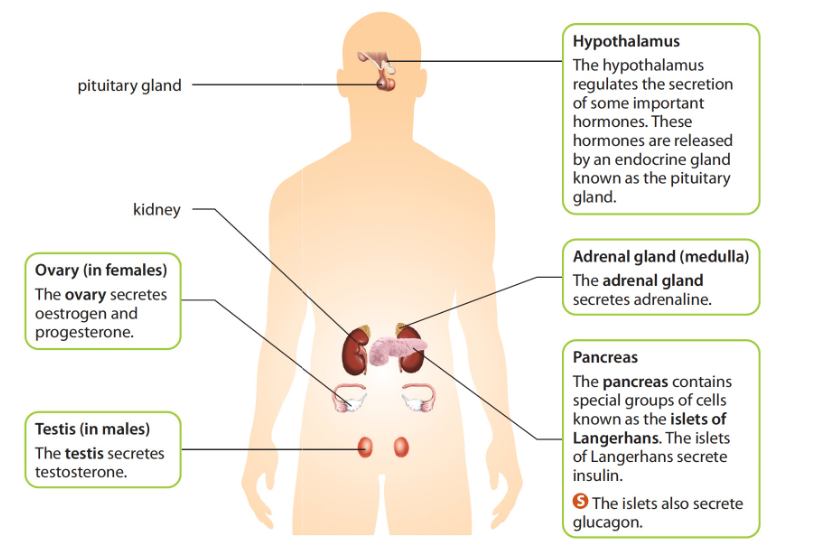 pituitary gland
kidney
Ovary (in females)
The ovary secretes
oestrogen and
progesterone.
Testis (in males)
The testis secretes
testosterone.
Hypothalamus
The hypothalamus
regulates the secretion
of some important
hormones. These
hormones are released
by an endocrine gland
known as the pituitary
gland.
Adrenal gland (medulla)
The adrenal gland
secretes adrenaline.
Pancreas
The pancreas contains
special groups of cells
known as the islets of
Langerhans. The islets
of Langerhans secrete
insulin.
S The islets also secrete
glucagon.